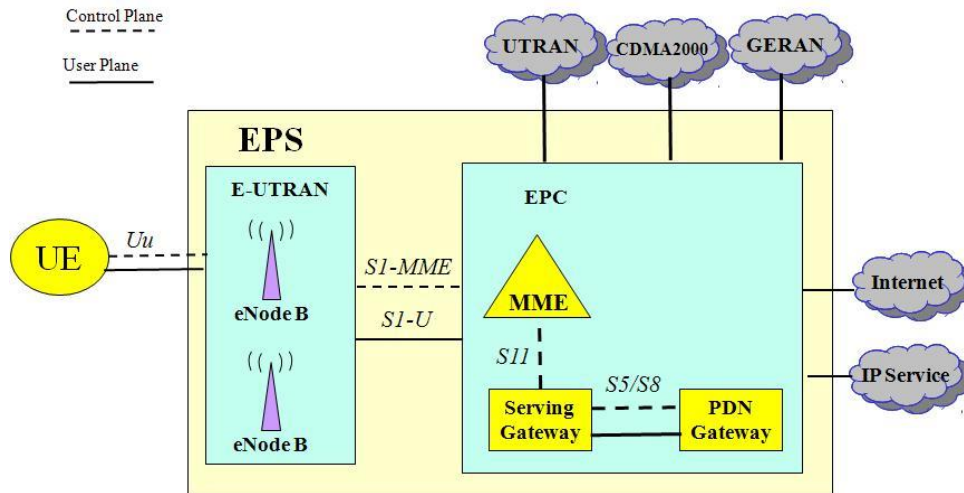 Control Plane
User Plane
UTRAN
CDMA2000
GERAN
EPS
E-UTRAN
EPC
UE
Uu
eNode B
S1-MME
S1-U
MME
S11
S5/S8
Serving
Gateway
PDN
Gateway
eNode B
Internet
IP Service